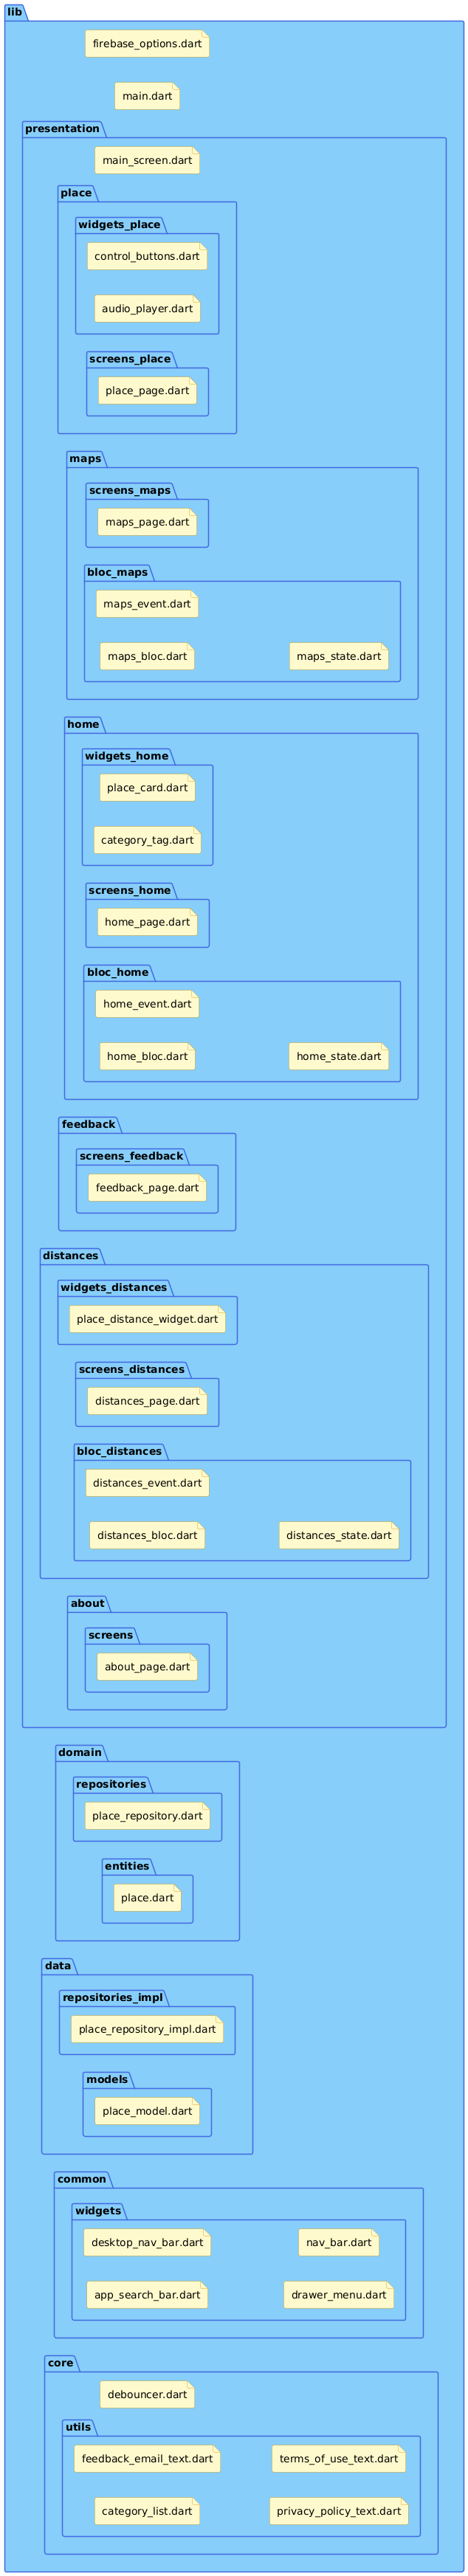 lib
firebase_options.dart
main.dart
presentation
main_screen.dart
place
widgets_place
control_buttons.dart
audio_player.dart
screens_place
place_page.dart
maps
screens_maps
maps_page.dart
bloc_maps
maps_event.dart
maps_bloc.dart maps_state.dart
home
widgets_home
place_card.dart
category_tag.dart
screens_home
home_page.dart
bloc_home
home_event.dart
home_bloc.dart home_state.dart
feedback
screens_feedback
feedback_page.dart
distances
widgets_distances
place_distance_widget.dart
screens_distances
distances_page.dart
bloc_distances
distances_event.dart
distances_bloc.dart distances_state.dart
about
screens
about_page.dart
domain
repositories
place_repository.dart
entities
place.dart
data
repositories_impl
place_repository_impl.dart
models
place_model.dart
common
widgets
desktop_nav_bar.dart nav_bar.dart
app_search_bar.dart drawer_menu.dart
core
debouncer.dart
utils
feedback_email_text.dart terms_of_use_text.dart
category_list.dart privacy_policy_text.dart